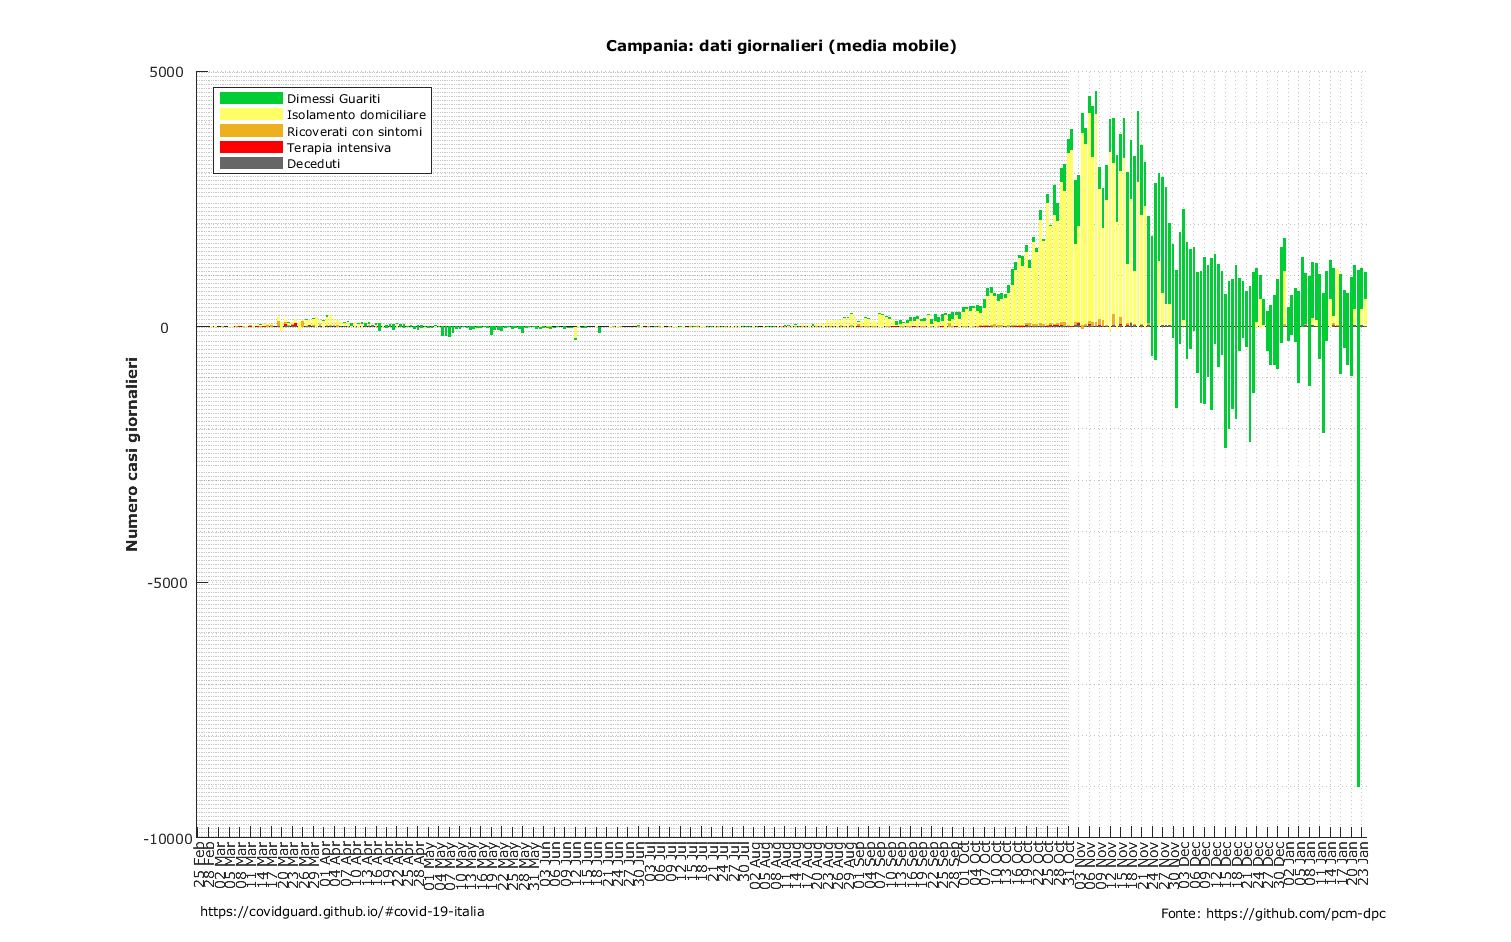 Campania: dati giornalieri (media mobile)
5000
Dimessi Guariti
Isolamento domiciliare
Ricoverati con sintomi
Terapia intensiva
Deceduti
0
Numero casi giornalieri
-5000
-10000
25 Feb
28 Feb
02 Mar
05 Mar
08 Mar
11 Mar
14 Mar
17 Mar
20 Mar
23 Mar
26 Mar
29 Mar
01 Apr
04 Apr
07 Apr
10 Apr
13 Apr
16 Apr
19 Apr
22 Apr
25 Apr
28 Apr
01 May
04 May
07 May
10 May
13 May
16 May
19 May
22 May
25 May
28 May
31 May
03 Jun
06 Jun
09 Jun
12 Jun
15 Jun
18 Jun
21 Jun
24 Jun
27 Jun
30 Jun
03 Jul
06 Jul
09 Jul
12 Jul
15 Jul
18 Jul
21 Jul
24 Jul
27 Jul
30 Jul
02 Aug
05 Aug
08 Aug
11 Aug
14 Aug
17 Aug
20 Aug
23 Aug
26 Aug
29 Aug
01 Sep
04 Sep
07 Sep
10 Sep
13 Sep
16 Sep
19 Sep
22 Sep
25 Sep
28 Sep
01 Oct
04 Oct
07 Oct
10 Oct
13 Oct
16 Oct
19 Oct
22 Oct
25 Oct
28 Oct
31 Oct
03 Nov
06 Nov
09 Nov
12 Nov
15 Nov
18 Nov
21 Nov
24 Nov
27 Nov
30 Nov
03 Dec
06 Dec
09 Dec
12 Dec
15 Dec
18 Dec
21 Dec
24 Dec
27 Dec
30 Dec
02 Jan
05 Jan
08 Jan
11 Jan
14 Jan
17 Jan
20 Jan
23 Jan
https://covidguard.github.io/#covid-19-italia
Fonte: https://github.com/pcm-dpc